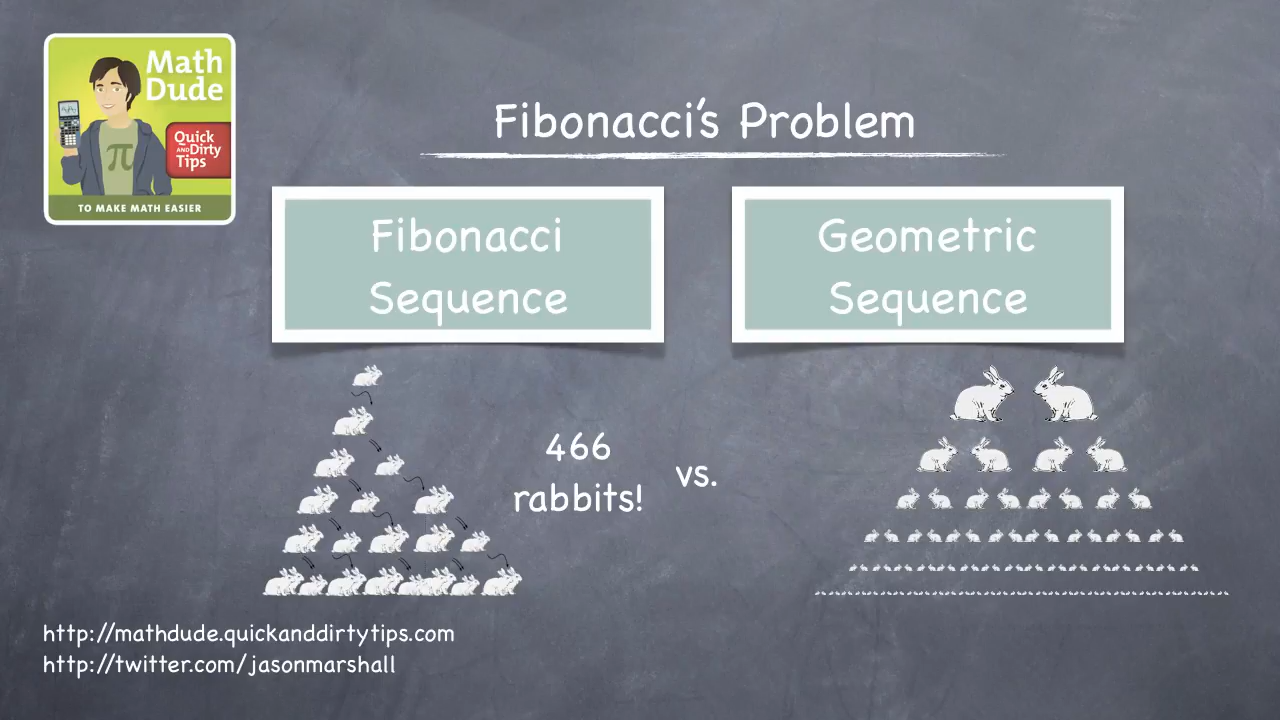 Math
Dude
Quick
AND Dirty
Tips
π
TO MAKE MATH EASIER
Fibonacci's Problem
Fibonacci
Sequence
Geometric
Sequence
466
rabbits!
vs.
http://mathdude.quickanddirtytips.com
http://twitter.com/jasonmarshall